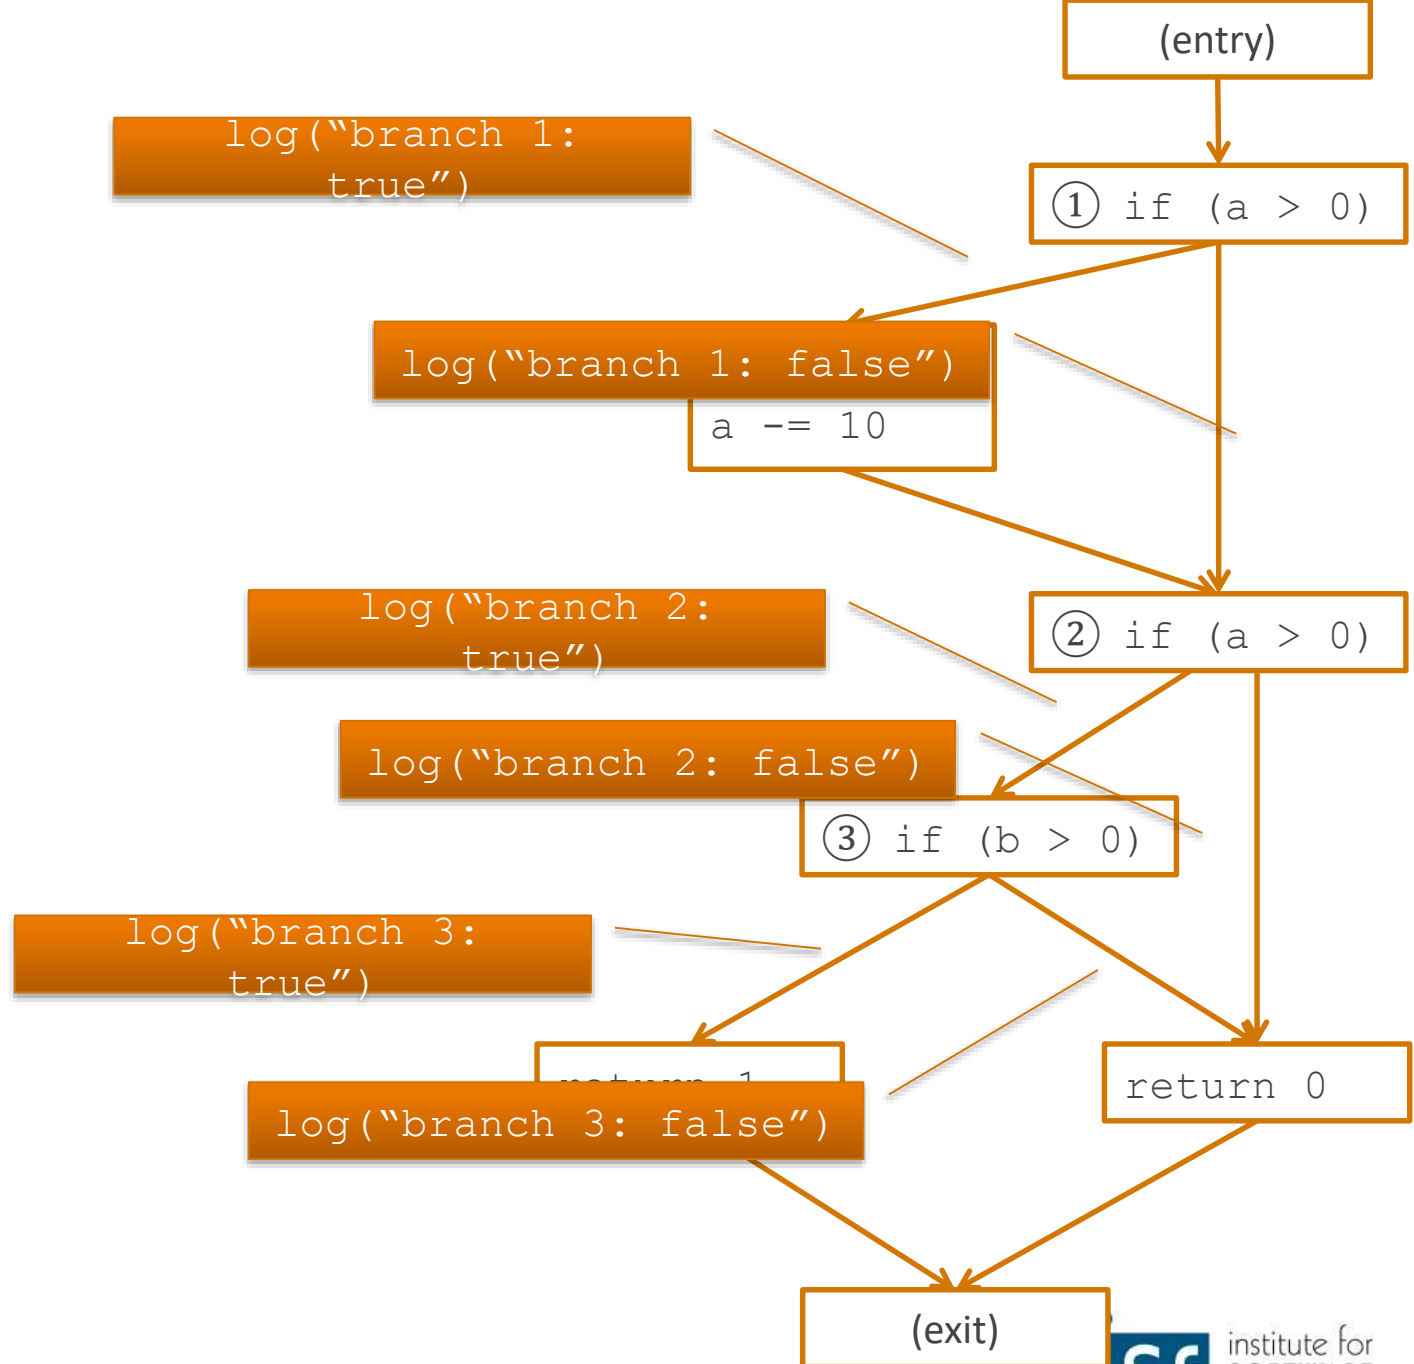 (entry)
log("branch 1:
true")
① if (a > 0)
log("branch 1: false")
a -= 10
log("branch 2:
true")
② if (a > 0)
log("branch 2: false")
③ if (b > 0)
log("branch 3:
true")
return 1
return 0
log("branch 3: false")
(exit)
institute for